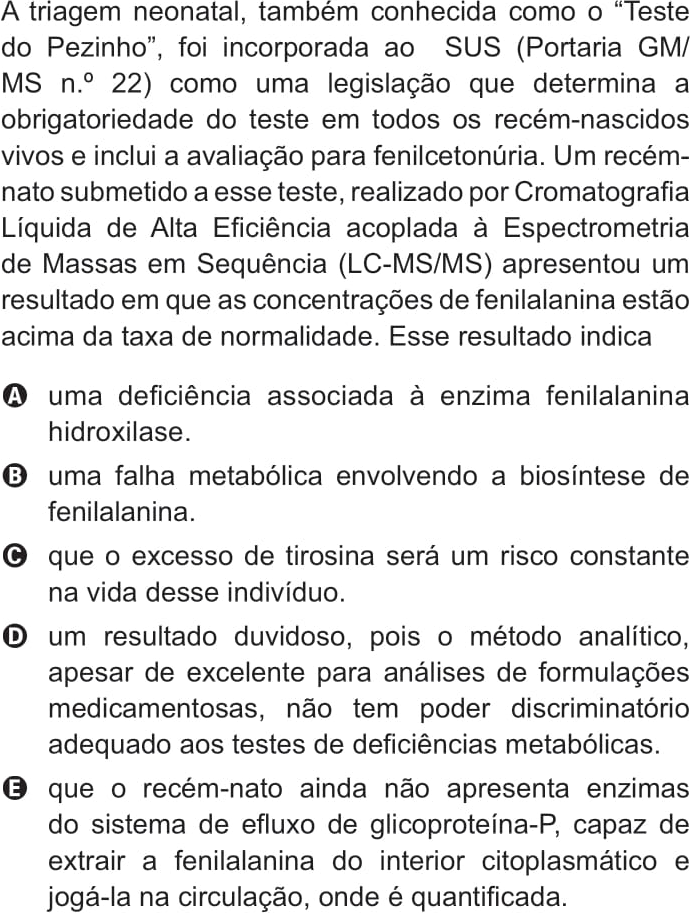 A triagem neonatal, também conhecida como o “Teste
do Pezinho”, foi incorporada ao SUS (Portaria GM/
MS n.º 22) como uma legislação que determina a
obrigatoriedade do teste em todos os recém-nascidos
vivos e inclui a avaliação para fenilcetonúria. Um recém-
nato submetido a esse teste, realizado por Cromatografia
Líquida de Alta Eficiência acoplada à Espectrometria
de Massas em Sequência (LC-MS/MS) apresentou um
resultado em que as concentrações de fenilalanina estão
acima da taxa de normalidade. Esse resultado indica
A uma deficiência associada à enzima fenilalanina
hidroxilase.
B uma falha metabólica envolvendo a biosíntese de
fenilalanina.
C que o excesso de tirosina será um risco constante
na vida desse indivíduo.
D um resultado duvidoso, pois o método analítico,
apesar de excelente para análises de formulações
medicamentosas, não tem poder discriminatório
adequado aos testes de deficiências metabólicas.
E que o recém-nato ainda não apresenta enzimas
do sistema de efluxo de glicoproteína-P, capaz de
extrair a fenilalanina do interior citoplasmático e
jogá-la na circulação, onde é quantificada.